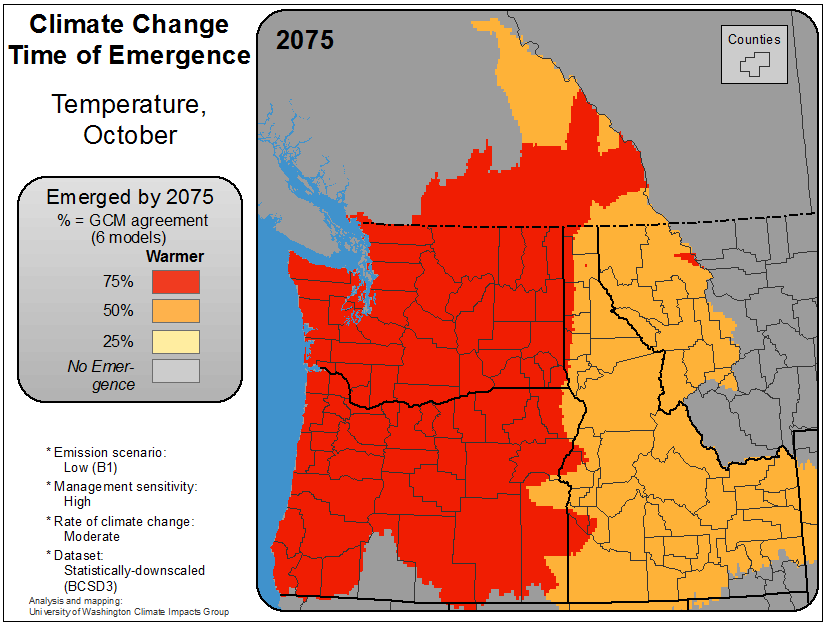 Climate Change
Time of Emergence
Temperature,
October
Emerged by 2075
% = GCM agreement
(6 models)
Warmer
75%
50%
25%
No Emer-
gence
* Emission scenario:
Low (B1)
* Management sensitivity:
High
* Rate of climate change:
Moderate
* Dataset:
Statistically-downscaled
(BCSD3)
Analysis and mapping:
University of Washington Climate Impacts Group
2075
Counties